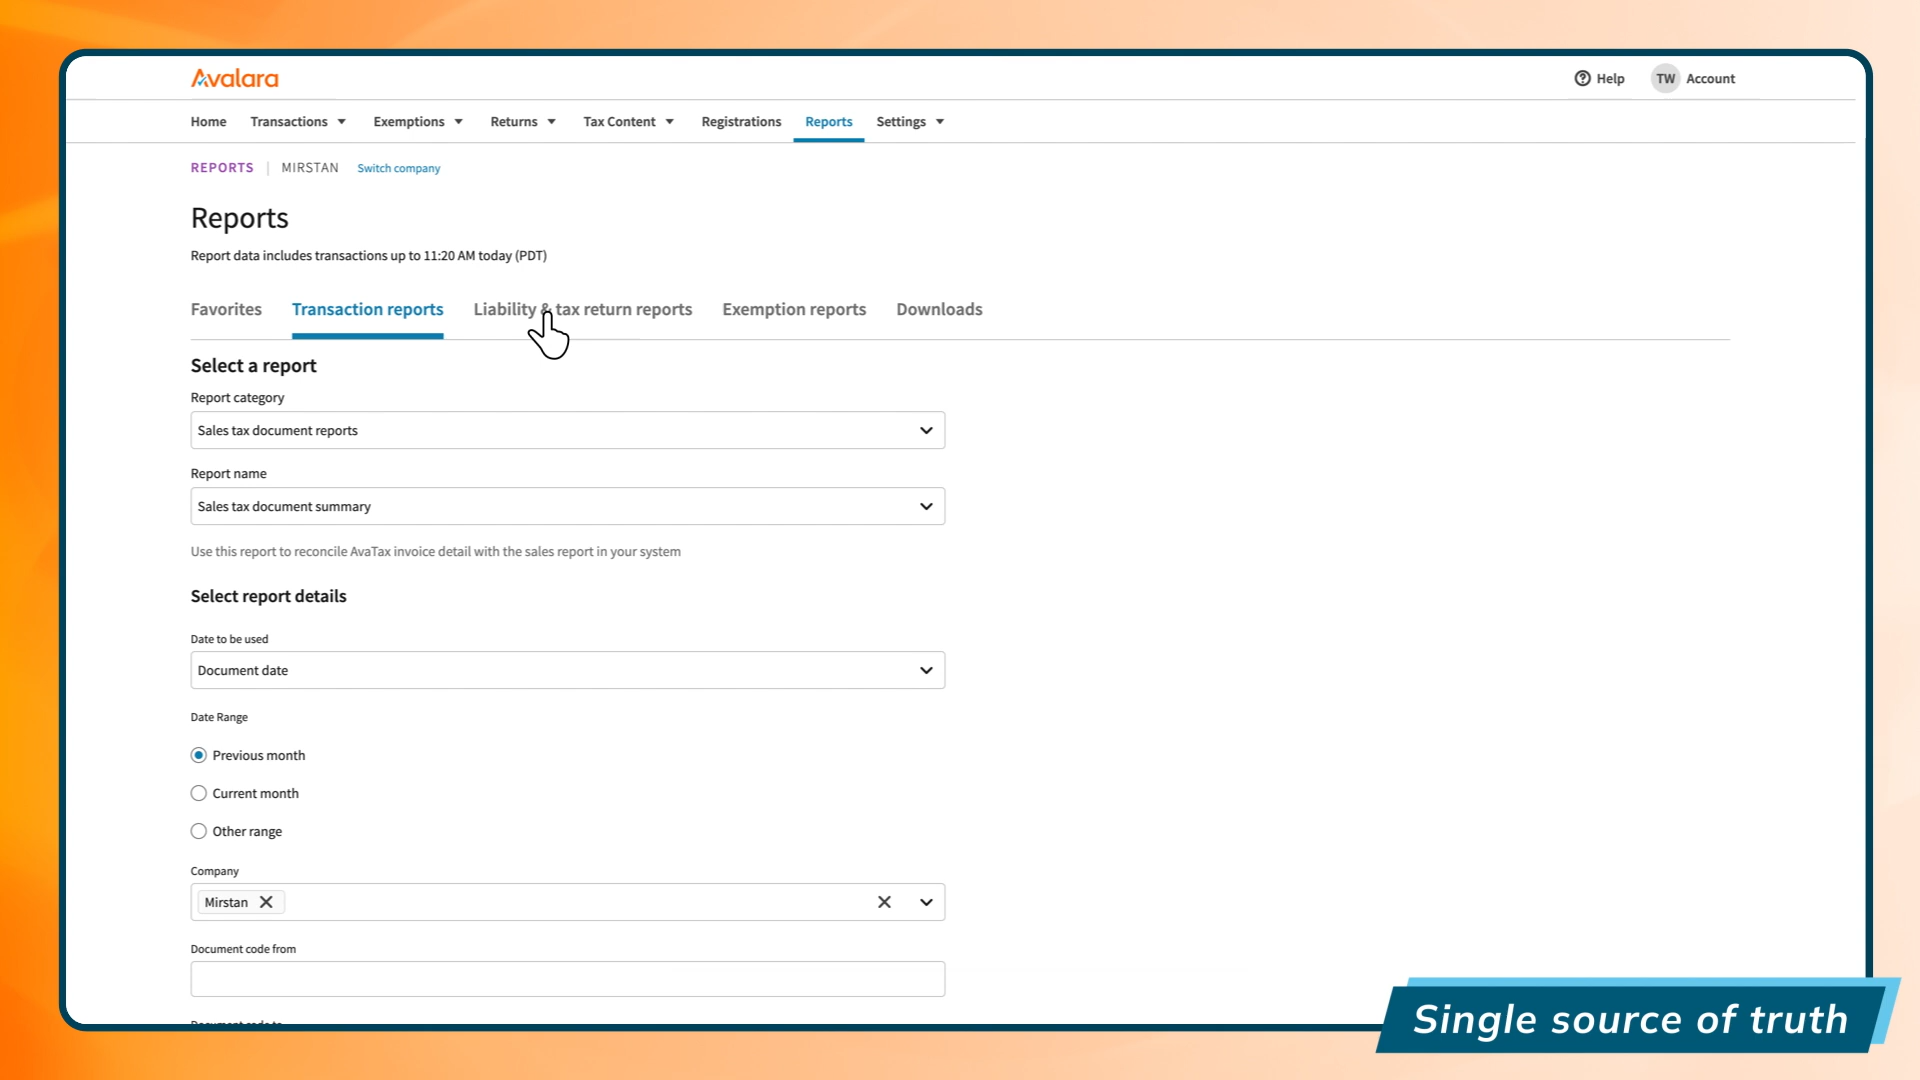 Avalara
Help TW Account
Home Transactions Exemptions Returns Tax Content Registrations Reports Settings
REPORTS | MIRSTAN Switch company
Reports
Report data includes transactions up to 11:20 AM today (PDT)
Favorites Transaction reports Liability & tax return reports Exemption reports Downloads
Select a report
Report category
Sales tax document reports
Report name
Sales tax document summary
Use this report to reconcile AvaTax invoice detail with the sales report in your system
Select report details
Date to be used
Document date
Date Range
Previous month
Current month
Other range
Company
Mirstan
Document code from
Document code to
Single source of truth